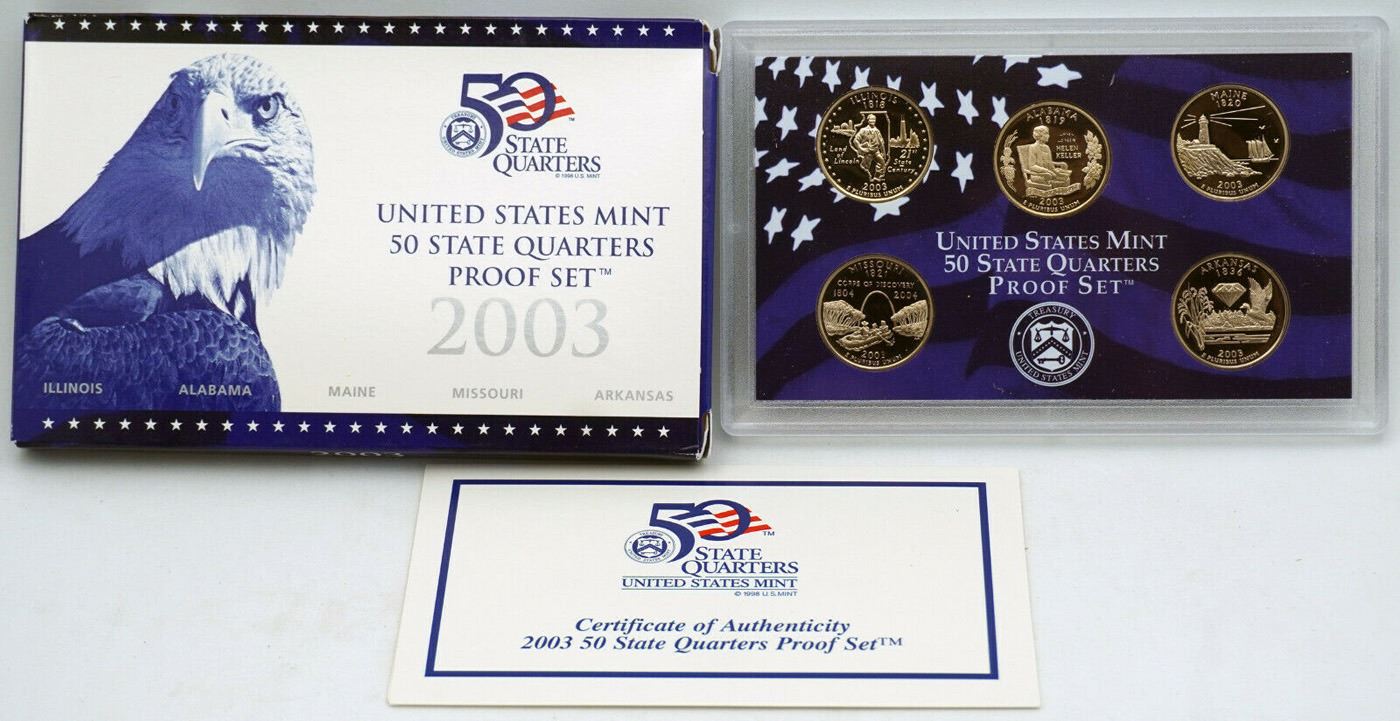 50
STATE
QUARTERS
© 1998 U.S. MINT
UNITED STATES MINT
50 STATE QUARTERS
PROOF SET™
2003
ILLINOIS ALABAMA MAINE MISSOURI ARKANSAS
2003
ILLINOIS
1818
Land of Lincoln
21st State Century
2003
E PLURIBUS UNUM
ALABAMA
1819
HELEN
KELLER
2003
E PLURIBUS UNUM
MAINE
1820
2003
E PLURIBUS UNUM
UNITED STATES MINT
50 STATE QUARTERS
PROOF SET™
TREASURY
UNITED STATES MINT
MISSOURI
1821
CORPS OF DISCOVERY
1804 2004
2003
E PLURIBUS UNUM
ARKANSAS
1836
2003
E PLURIBUS UNUM
50
TM
STATE
QUARTERS
UNITED STATES MINT
© 1998 U.S. MINT
Certificate of Authenticity
2003 50 State Quarters Proof Set™